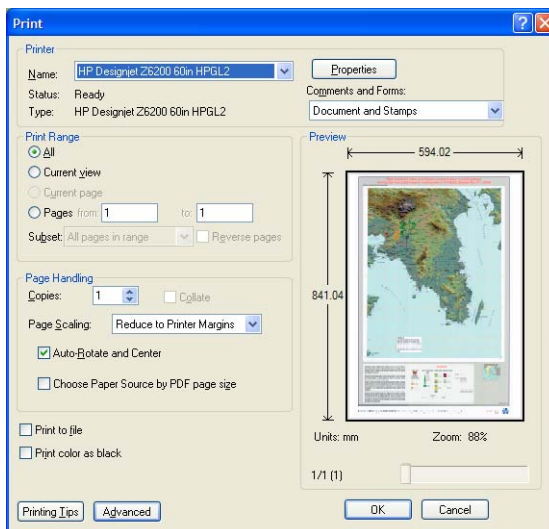 Print
Printer
Name: HP Designjet Z6200 60in HPGL2
Properties
Status: Ready
Type: HP Designjet Z6200 60in HPGL2
Comments and Forms:
Document and Stamps
Print Range
All
Current view
Current page
Pages from: 1 to: 1
Subset: All pages in range Reverse pages
Page Handling
Copies: 1 Collate
Page Scaling: Reduce to Printer Margins
Auto-Rotate and Center
Choose Paper Source by PDF page size
Print to file
Print color as black
Preview
594.02
841.04
Units: mm Zoom: 88%
1/1 (1)
Printing Tips Advanced OK Cancel